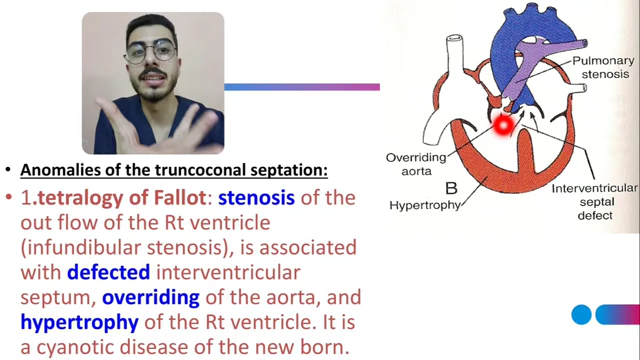 • Anomalies of the truncoconal septation:
• 1.tetralogy of Fallot: stenosis of the
out flow of the Rt ventricle
(infundibular stenosis), is associated
with defected interventricular
septum, overriding of the aorta, and
hypertrophy of the Rt ventricle. It is
a cyanotic disease of the new born.
Pulmonary
stenosis
Overriding
aorta
B
Hypertrophy
Interventricular
septal
defect